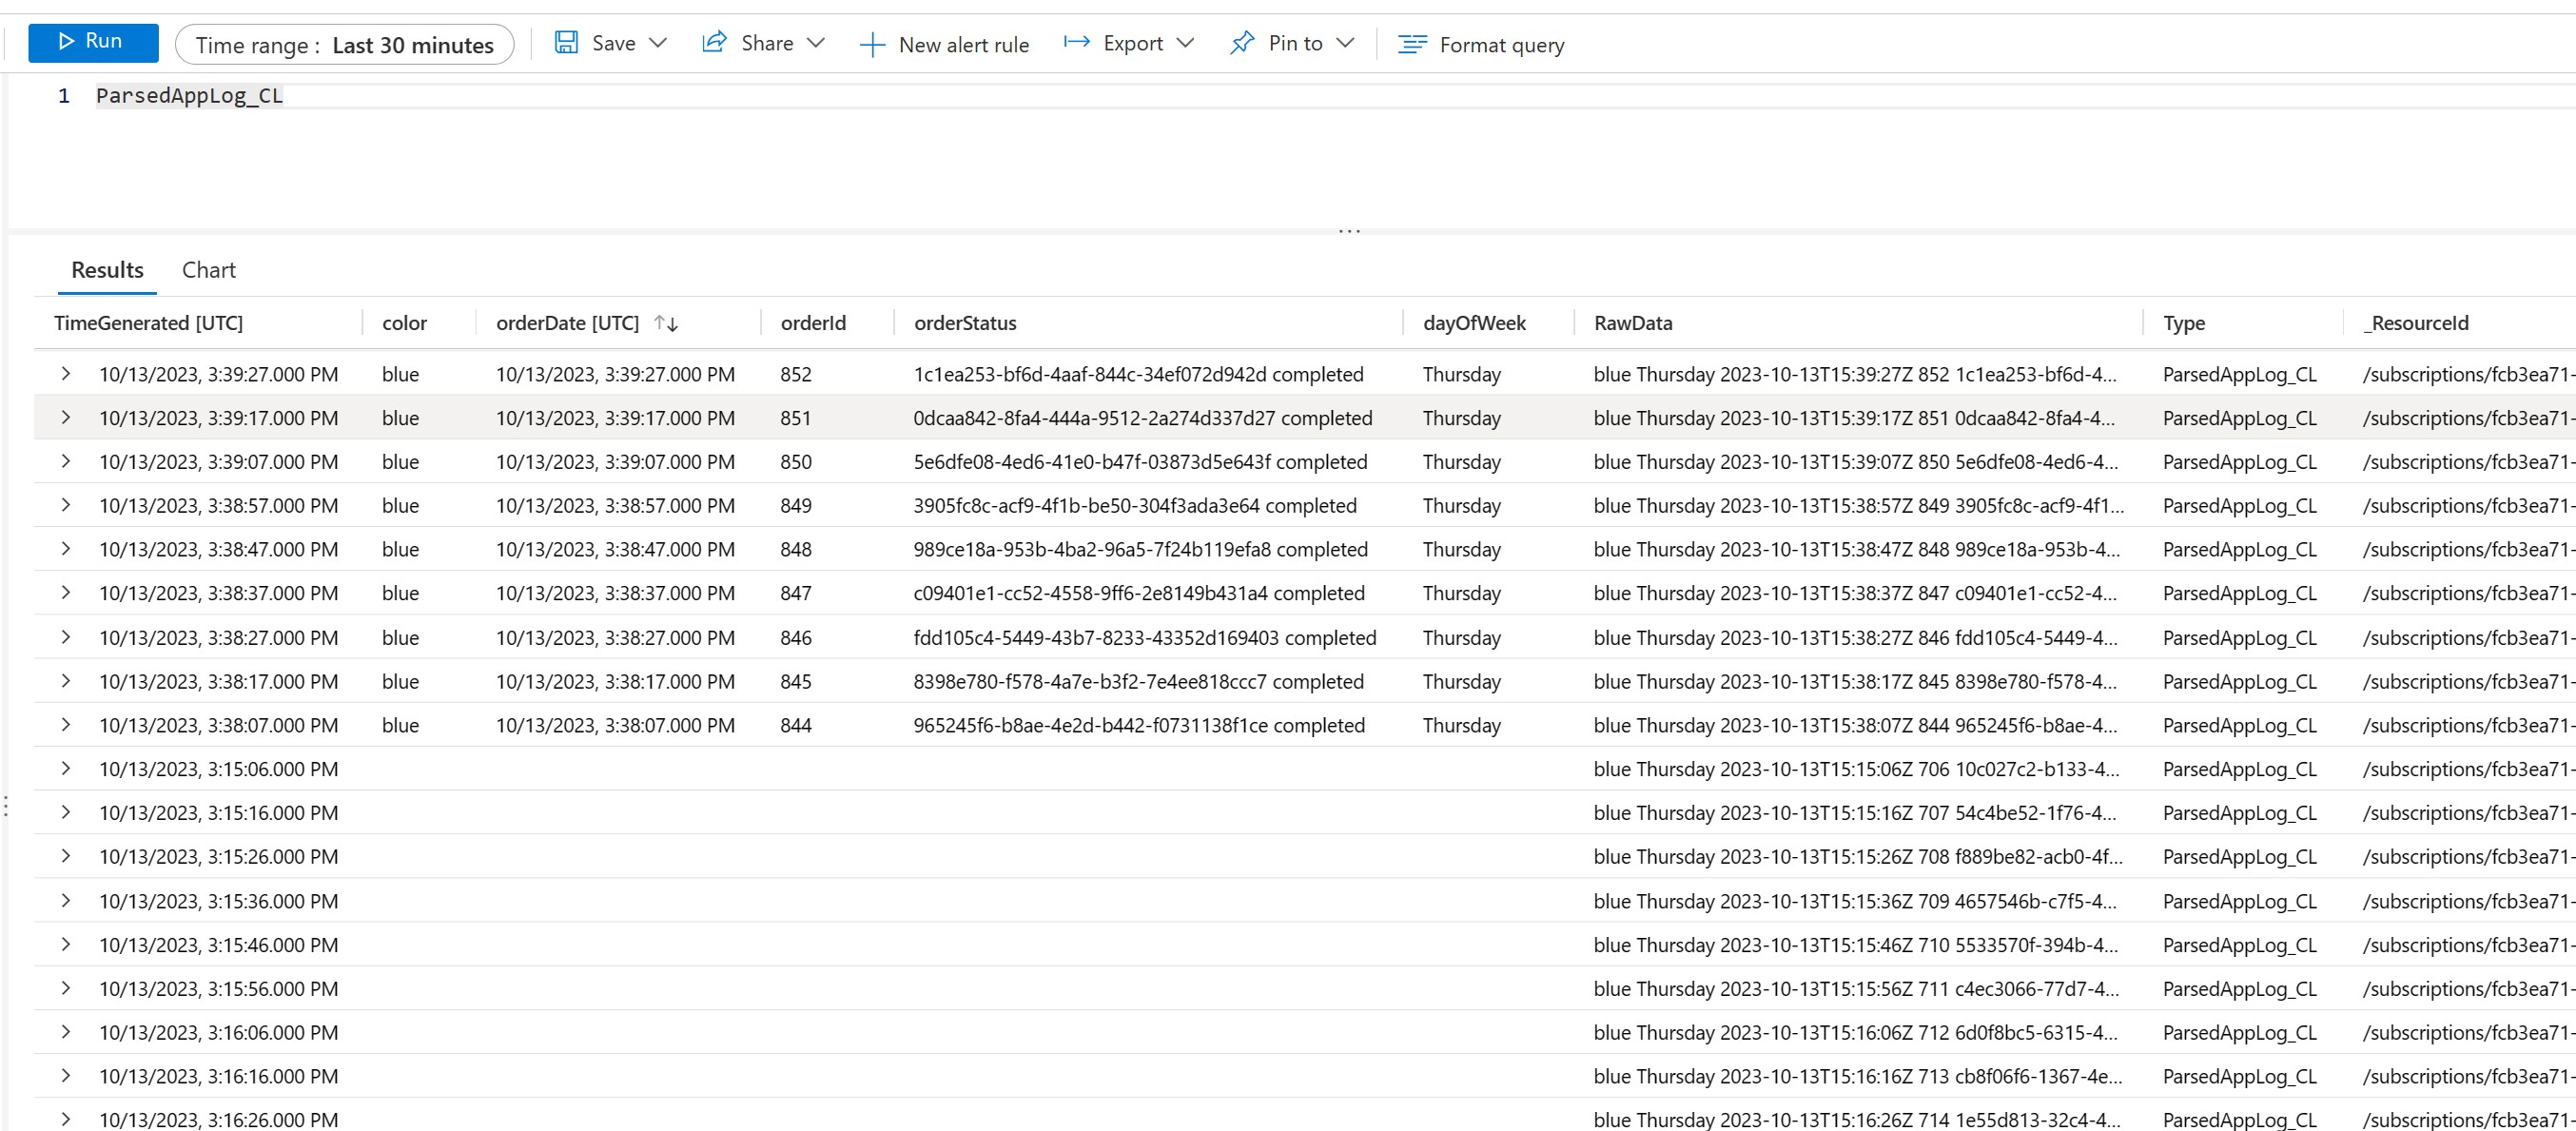 Run Time range : Last 30 minutes Save Share New alert rule Export Pin to Format query
1 ParsedAppLog_CL
...
Results Chart
TimeGenerated [UTC] color orderDate [UTC] orderId orderStatus dayOfWeek RawData Type _ResourceId
10/13/2023, 3:39:27.000 PM blue 10/13/2023, 3:39:27.000 PM 852 1c1ea253-bf6d-4aaf-844c-34ef072d942d completed Thursday blue Thursday 2023-10-13T15:39:27Z 852 1c1ea253-bf6d-4... ParsedAppLog_CL /subscriptions/fcb3ea71-
10/13/2023, 3:39:17.000 PM blue 10/13/2023, 3:39:17.000 PM 851 0dcaa842-8fa4-444a-9512-2a274d337d27 completed Thursday blue Thursday 2023-10-13T15:39:17Z 851 0dcaa842-8fa4-4... ParsedAppLog_CL /subscriptions/fcb3ea71-
10/13/2023, 3:39:07.000 PM blue 10/13/2023, 3:39:07.000 PM 850 5e6dfe08-4ed6-41e0-b47f-03873d5e643f completed Thursday blue Thursday 2023-10-13T15:39:07Z 850 5e6dfe08-4ed6-4... ParsedAppLog_CL /subscriptions/fcb3ea71-
10/13/2023, 3:38:57.000 PM blue 10/13/2023, 3:38:57.000 PM 849 3905fc8c-acf9-4f1b-be50-304f3ada3e64 completed Thursday blue Thursday 2023-10-13T15:38:57Z 849 3905fc8c-acf9-4f1... ParsedAppLog_CL /subscriptions/fcb3ea71-
10/13/2023, 3:38:47.000 PM blue 10/13/2023, 3:38:47.000 PM 848 989ce18a-953b-4ba2-96a5-7f24b119efa8 completed Thursday blue Thursday 2023-10-13T15:38:47Z 848 989ce18a-953b-4... ParsedAppLog_CL /subscriptions/fcb3ea71-
10/13/2023, 3:38:37.000 PM blue 10/13/2023, 3:38:37.000 PM 847 c09401e1-cc52-4558-9ff6-2e8149b431a4 completed Thursday blue Thursday 2023-10-13T15:38:37Z 847 c09401e1-cc52-4... ParsedAppLog_CL /subscriptions/fcb3ea71-
10/13/2023, 3:38:27.000 PM blue 10/13/2023, 3:38:27.000 PM 846 fdd105c4-5449-43b7-8233-43352d169403 completed Thursday blue Thursday 2023-10-13T15:38:27Z 846 fdd105c4-5449-4... ParsedAppLog_CL /subscriptions/fcb3ea71-
10/13/2023, 3:38:17.000 PM blue 10/13/2023, 3:38:17.000 PM 845 8398e780-f578-4a7e-b3f2-7e4ee818ccc7 completed Thursday blue Thursday 2023-10-13T15:38:17Z 845 8398e780-f578-4... ParsedAppLog_CL /subscriptions/fcb3ea71-
10/13/2023, 3:38:07.000 PM blue 10/13/2023, 3:38:07.000 PM 844 965245f6-b8ae-4e2d-b442-f0731138f1ce completed Thursday blue Thursday 2023-10-13T15:38:07Z 844 965245f6-b8ae-4... ParsedAppLog_CL /subscriptions/fcb3ea71-
10/13/2023, 3:15:06.000 PM blue Thursday 2023-10-13T15:15:06Z 706 10c027c2-b133-4... ParsedAppLog_CL /subscriptions/fcb3ea71-
10/13/2023, 3:15:16.000 PM blue Thursday 2023-10-13T15:15:16Z 707 54c4be52-1f76-4... ParsedAppLog_CL /subscriptions/fcb3ea71-
10/13/2023, 3:15:26.000 PM blue Thursday 2023-10-13T15:15:26Z 708 f889be82-acb0-4f... ParsedAppLog_CL /subscriptions/fcb3ea71-
10/13/2023, 3:15:36.000 PM blue Thursday 2023-10-13T15:15:36Z 709 4657546b-c7f5-4... ParsedAppLog_CL /subscriptions/fcb3ea71-
10/13/2023, 3:15:46.000 PM blue Thursday 2023-10-13T15:15:46Z 710 5533570f-394b-4... ParsedAppLog_CL /subscriptions/fcb3ea71-
10/13/2023, 3:15:56.000 PM blue Thursday 2023-10-13T15:15:56Z 711 c4ec3066-77d7-4... ParsedAppLog_CL /subscriptions/fcb3ea71-
10/13/2023, 3:16:06.000 PM blue Thursday 2023-10-13T15:16:06Z 712 6d0f8bc5-6315-4... ParsedAppLog_CL /subscriptions/fcb3ea71-
10/13/2023, 3:16:16.000 PM blue Thursday 2023-10-13T15:16:16Z 713 cb8f06f6-1367-4e... ParsedAppLog_CL /subscriptions/fcb3ea71-
10/13/2023, 3:16:26.000 PM blue Thursday 2023-10-13T15:16:26Z 714 1e55d813-32c4-4... ParsedAppLog_CL /subscriptions/fcb3ea71-